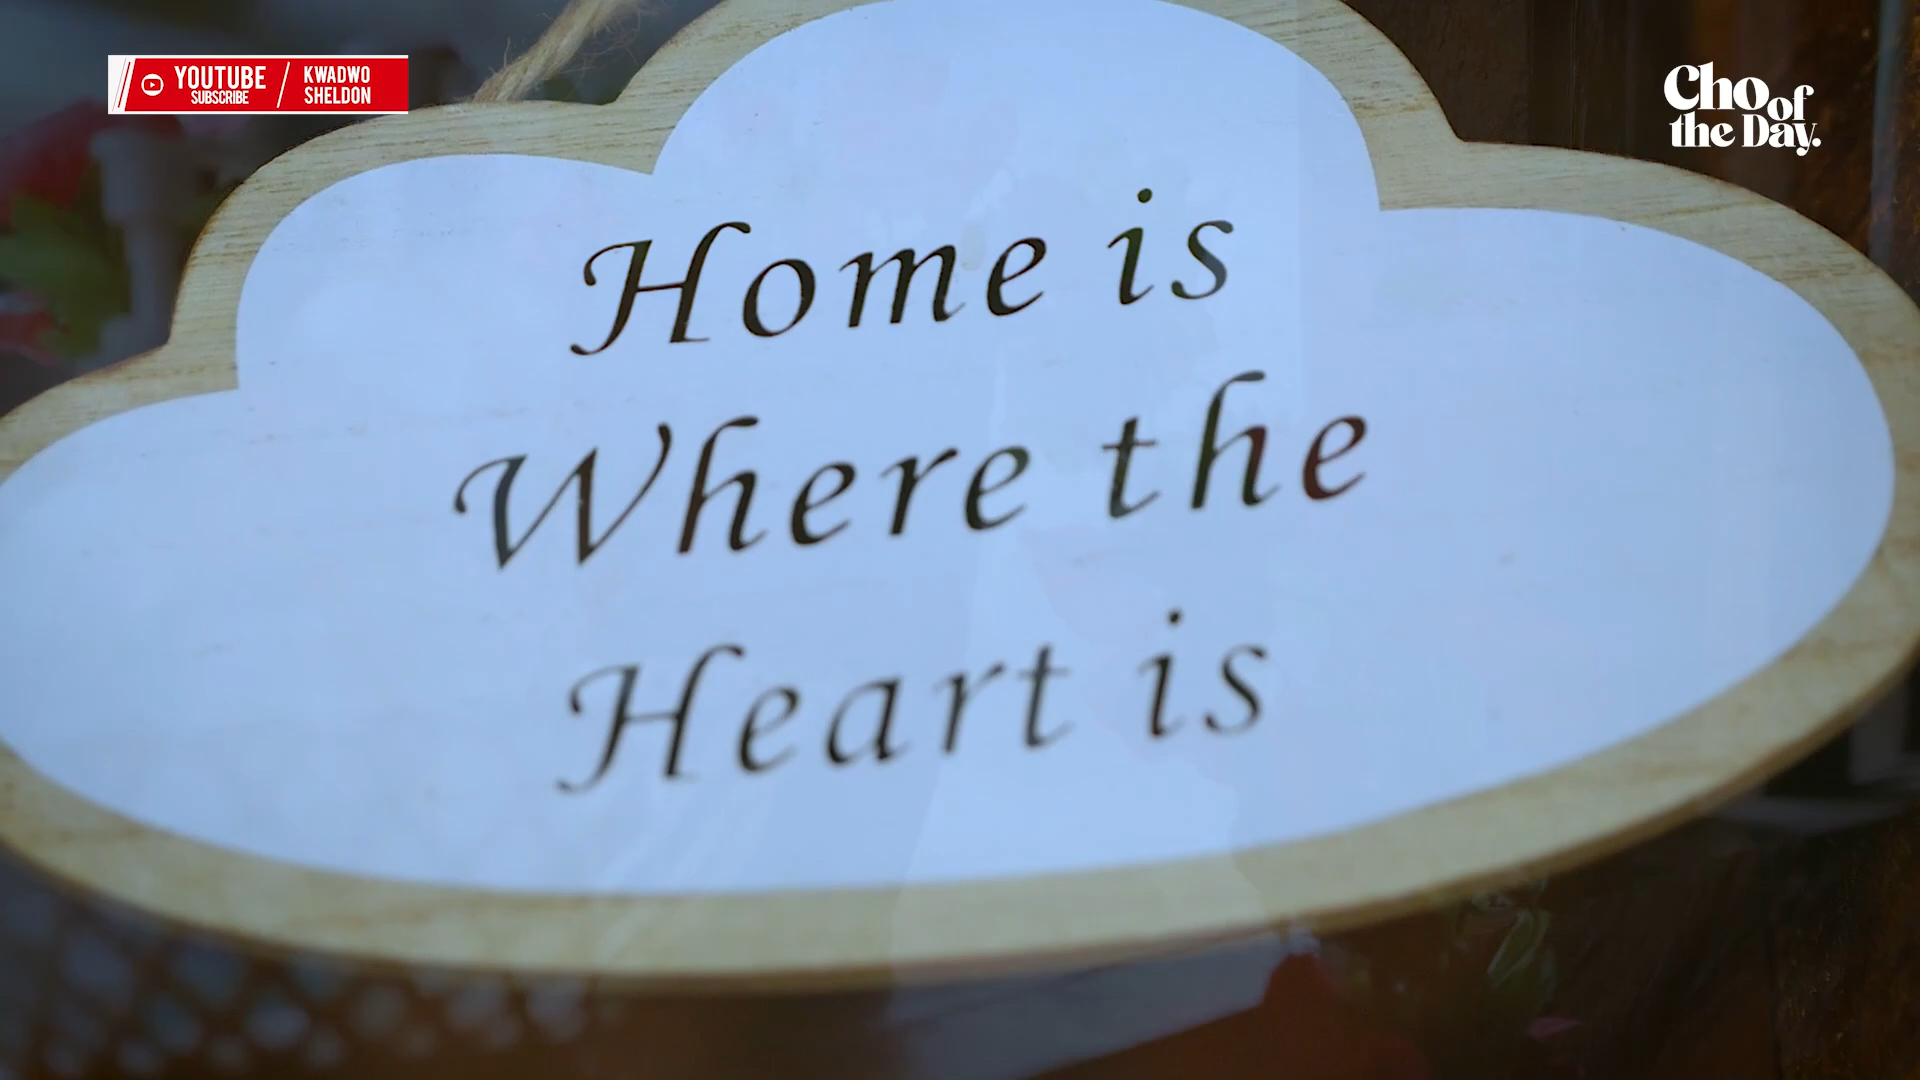 YOUTUBE
SUBSCRIBE
KWADWO
SHELDON
Cho of
the Day.
Home is
Where the
Heart is